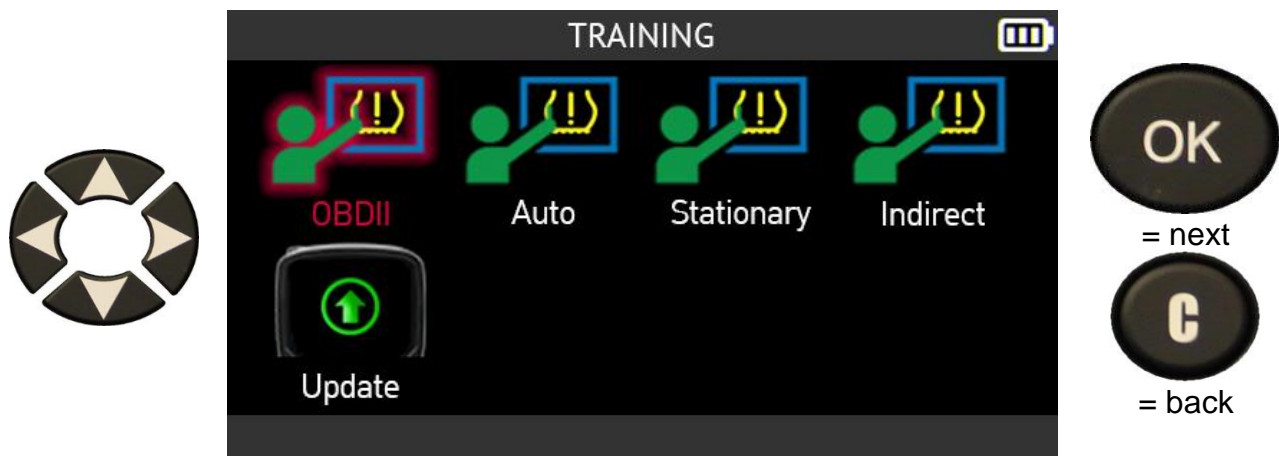 TRAINING
OBDII Auto Stationary Indirect
Update
OK
= next
C
= back